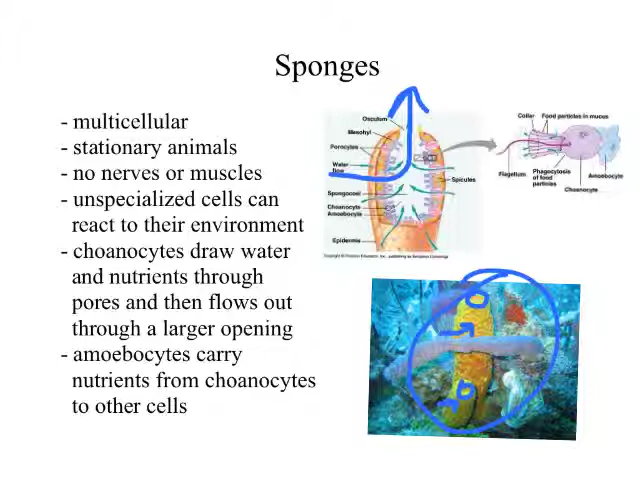 Sponges
- multicellular
- stationary animals
- no nerves or muscles
- unspecialized cells can
react to their environment
- choanocytes draw water
and nutrients through
pores and then flows out
through a larger opening
- amoebocytes carry
nutrients from choanocytes
to other cells
Osculum
Mesohyl
Porocytes
Water
flow
Spongocoel
Choanocyte
Amoebocyte
Epidermis
Spicules
Collar
Food particles in mucus
Flagellum
Phagocytosis
of food
particles
Amoebocyte
Choanocyte